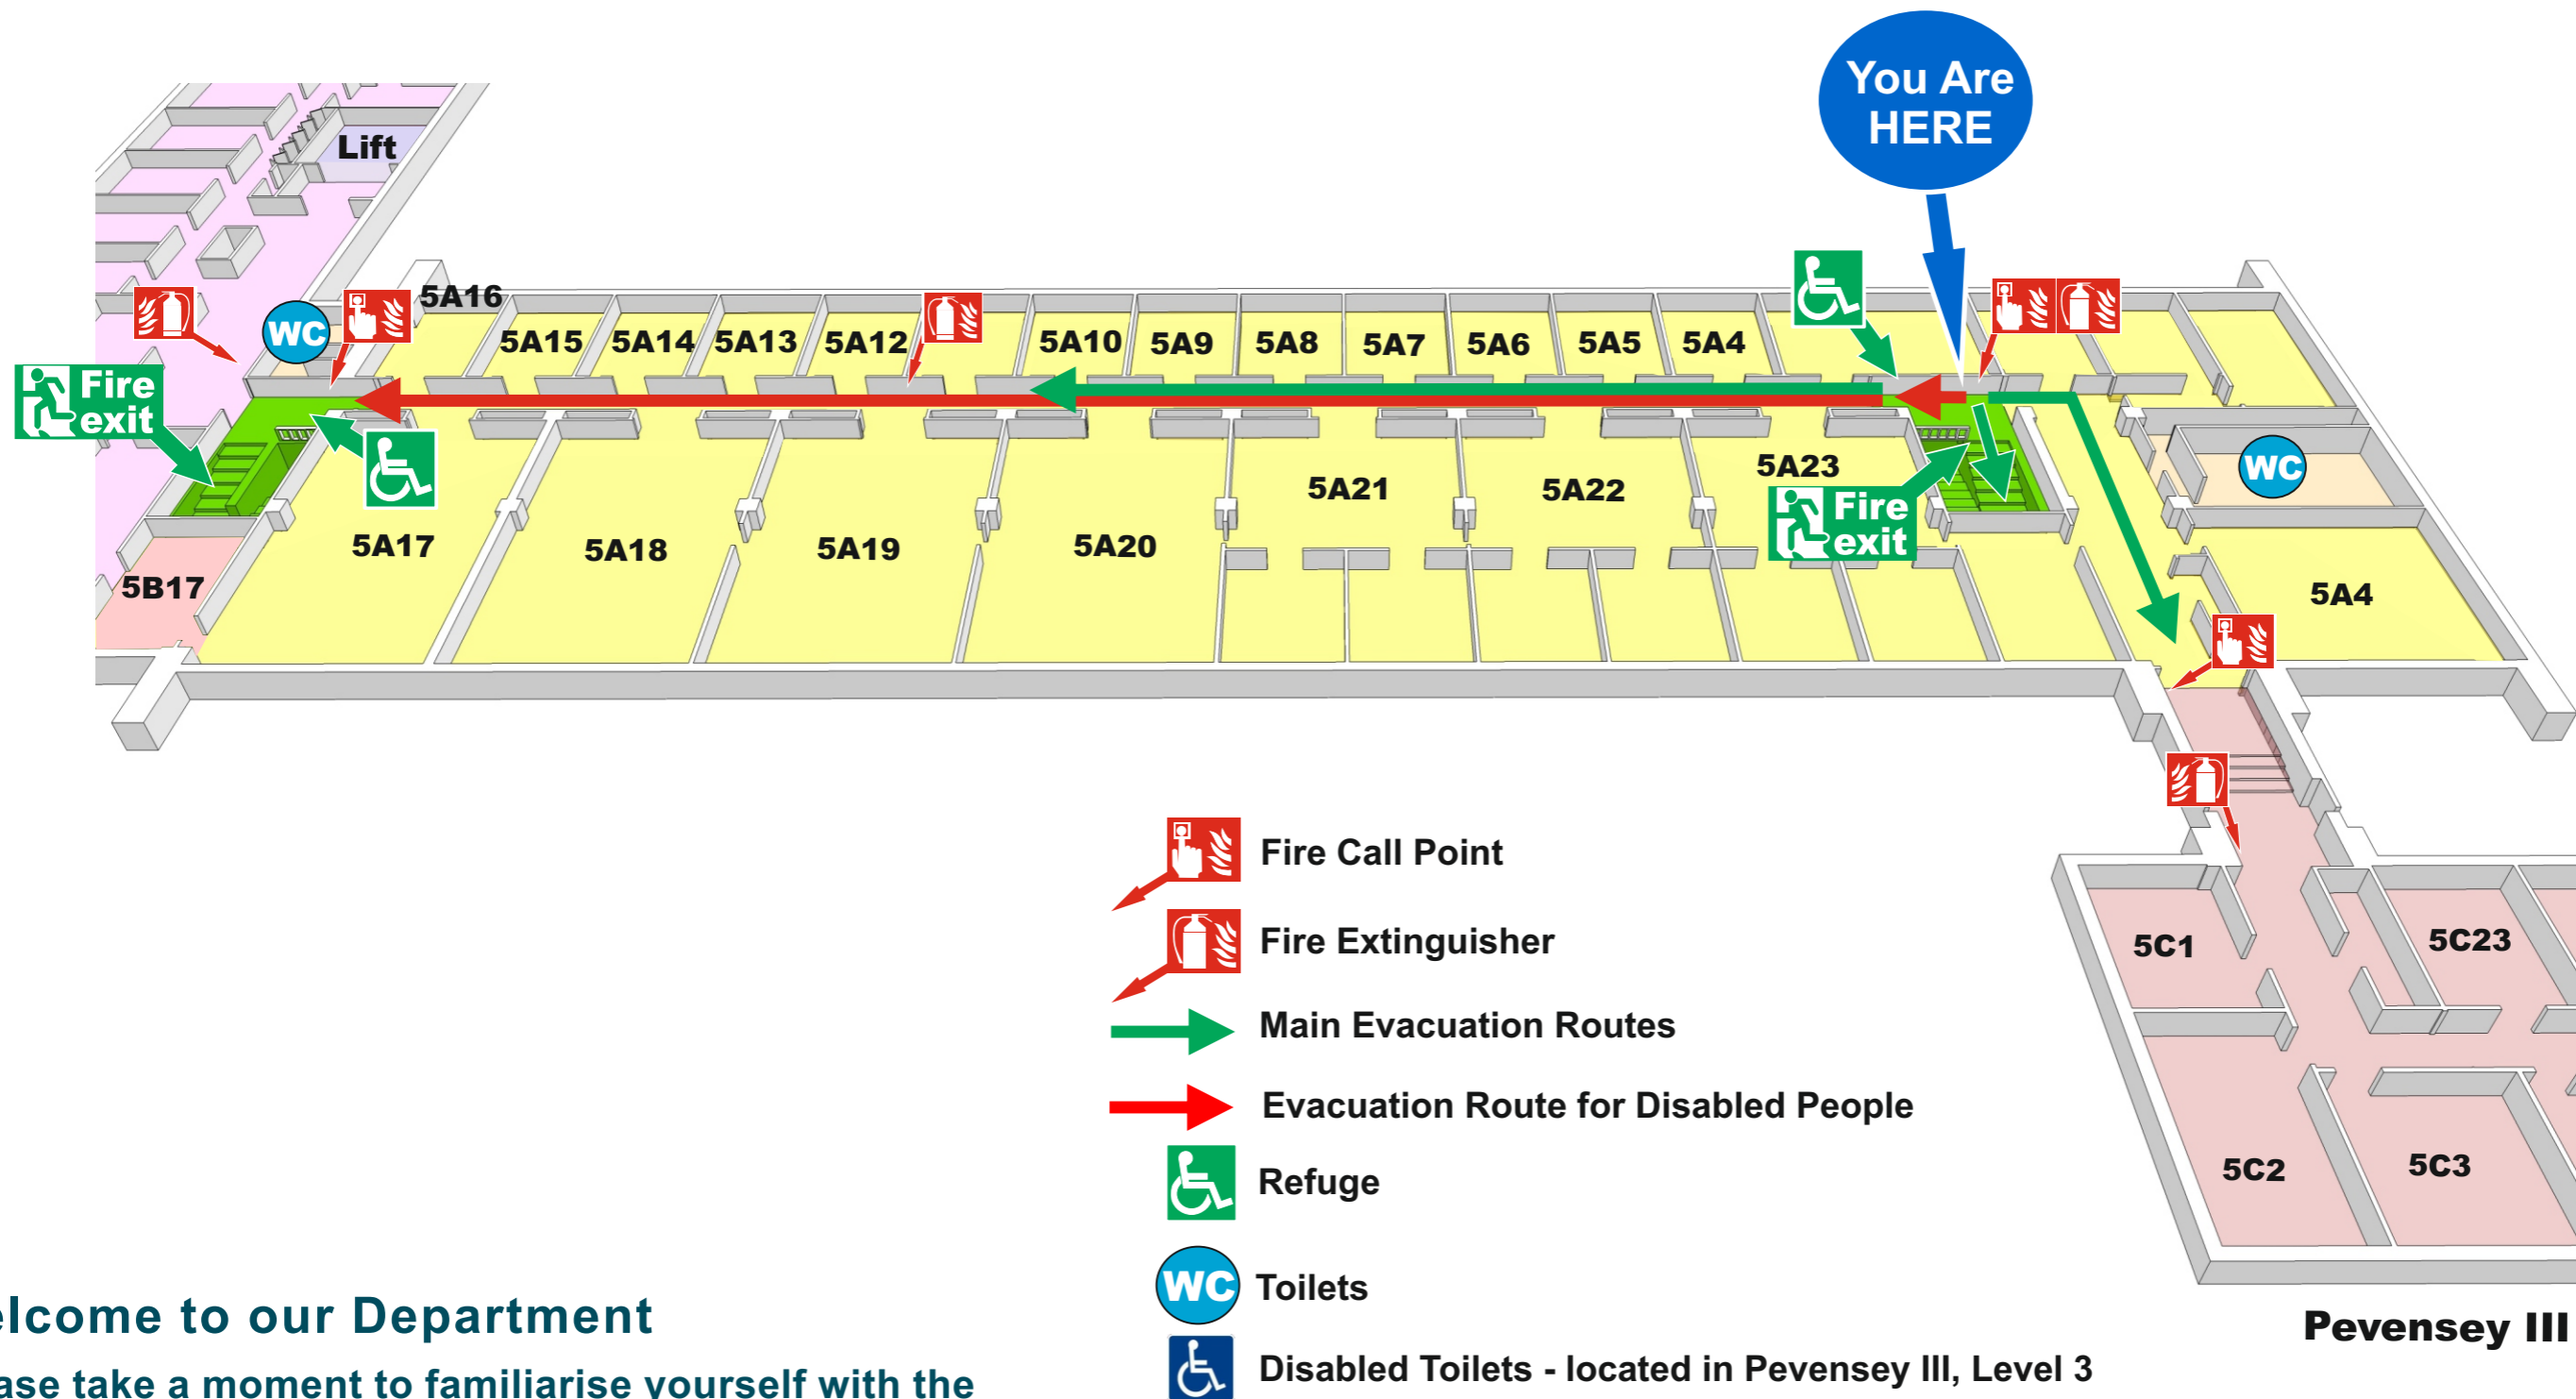 You Are
HERE
Lift
5A16
WC
5A15
5A14
5A13
5A12
5A10
5A9
5A8
5A7
5A6
5A5
5A4
Fire
exit
5A17
5A18
5A19
5A20
5A21
5A22
5A23
Fire
exit
WC
5A4
5B17
5C1
5C23
5C2
5C3
Pevensey III
Fire Call Point
Fire Extinguisher
Main Evacuation Routes
Evacuation Route for Disabled People
Refuge
WC Toilets
Disabled Toilets - located in Pevensey III, Level 3
elcome to our Department
ase take a moment to familiarise yourself with the